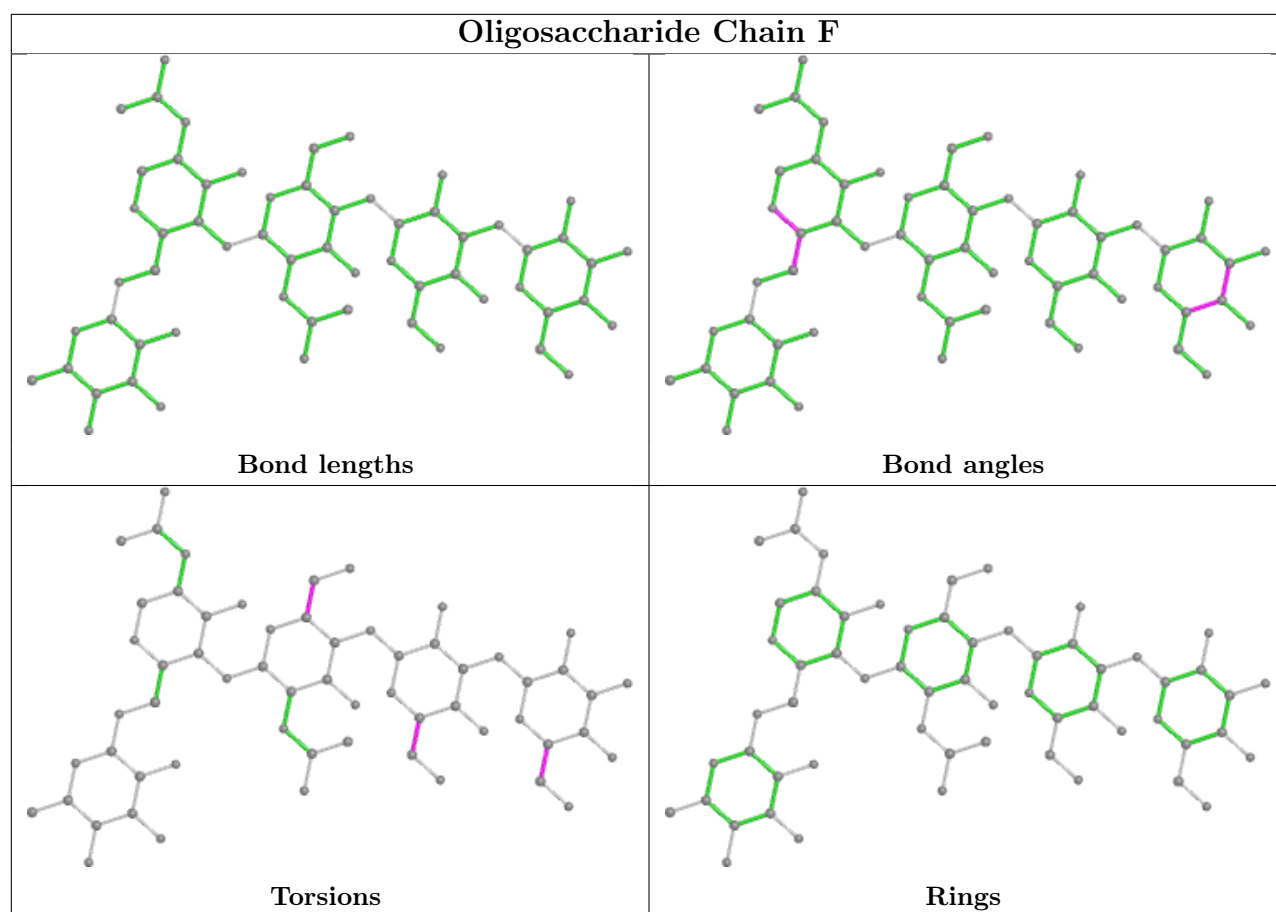 Oligosaccharide Chain F
Bond lengths
Bond angles
Torsions
Rings